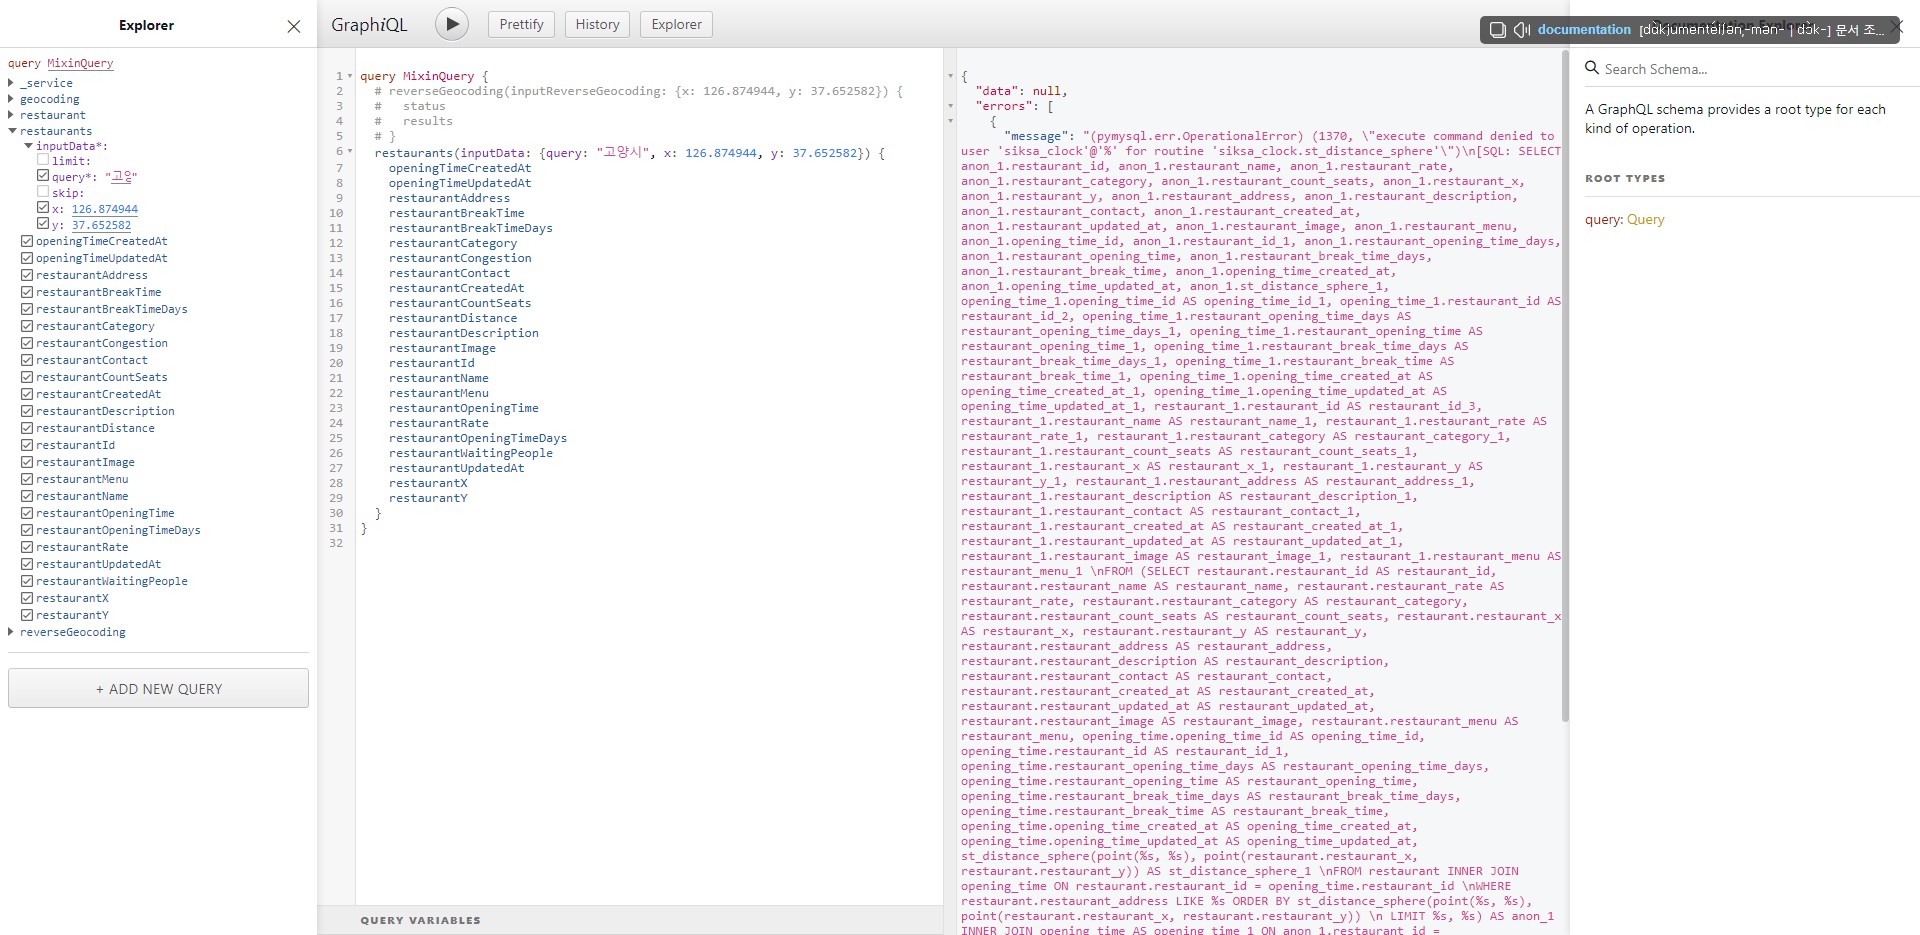 Explorer
query MixinQuery
_service
geocoding
restaurant
restaurants
inputData*:
limit:
query*: "고양"
skip:
x: 126.874944
y: 37.652582
openingTimeCreatedAt
openingTimeUpdatedAt
restaurantAddress
restaurantBreakTime
restaurantBreakTimeDays
restaurantCategory
restaurantCongestion
restaurantContact
restaurantCountSeats
restaurantCreatedAt
restaurantDescription
restaurantDistance
restaurantId
restaurantImage
restaurantMenu
restaurantName
restaurantOpeningTime
restaurantOpeningTimeDays
restaurantRate
restaurantUpdatedAt
restaurantWaitingPeople
restaurantX
restaurantY
reverseGeocoding
+ ADD NEW QUERY
GraphiQL
Prettify
History
Explorer
1 query MixinQuery {
2 # reverseGeocoding(inputReverseGeocoding: {x: 126.874944, y: 37.652582}) {
3 #   status
4 #   results
5 # }
6 restaurants(inputData: {query: "고양시", x: 126.874944, y: 37.652582}) {
7 openingTimeCreatedAt
8 openingTimeUpdatedAt
9 restaurantAddress
10 restaurantBreakTime
11 restaurantBreakTimeDays
12 restaurantCategory
13 restaurantCongestion
14 restaurantContact
15 restaurantCreatedAt
16 restaurantCountSeats
17 restaurantDistance
18 restaurantDescription
19 restaurantImage
20 restaurantId
21 restaurantName
22 restaurantMenu
23 restaurantOpeningTime
24 restaurantRate
25 restaurantOpeningTimeDays
26 restaurantWaitingPeople
27 restaurantUpdatedAt
28 restaurantX
29 restaurantY
30 }
31 }
32
QUERY VARIABLES
{
"data": null,
"errors": [
{
"message": "(pymysql.err.OperationalError) (1370, \"execute command denied to
user 'siksa_clock'@'%' for routine 'siksa_clock.st_distance_sphere'\")\n[SQL: SELECT
anon_1.restaurant_id, anon_1.restaurant_name, anon_1.restaurant_rate,
anon_1.restaurant_category, anon_1.restaurant_count_seats, anon_1.restaurant_x,
anon_1.restaurant_y, anon_1.restaurant_address, anon_1.restaurant_description,
anon_1.restaurant_contact, anon_1.restaurant_created_at,
anon_1.restaurant_updated_at, anon_1.restaurant_image, anon_1.restaurant_menu,
anon_1.opening_time_id, anon_1.restaurant_id_1, anon_1.restaurant_opening_time_days,
anon_1.restaurant_opening_time, anon_1.restaurant_break_time_days,
anon_1.restaurant_break_time, anon_1.opening_time_created_at,
anon_1.opening_time_updated_at, anon_1.st_distance_sphere_1,
opening_time_1.opening_time_id AS opening_time_id_1, opening_time_1.restaurant_id AS
restaurant_id_2, opening_time_1.restaurant_opening_time_days AS
restaurant_opening_time_days_1, opening_time_1.restaurant_opening_time AS
restaurant_opening_time_1, opening_time_1.restaurant_break_time_days AS
restaurant_break_time_days_1, opening_time_1.restaurant_break_time AS
restaurant_break_time_1, opening_time_1.opening_time_created_at AS
opening_time_created_at_1, opening_time_1.opening_time_updated_at AS
opening_time_updated_at_1, restaurant_1.restaurant_id AS restaurant_id_3,
restaurant_1.restaurant_name AS restaurant_name_1, restaurant_1.restaurant_rate AS
restaurant_rate_1, restaurant_1.restaurant_category AS restaurant_category_1,
restaurant_1.restaurant_count_seats AS restaurant_count_seats_1,
restaurant_1.restaurant_x AS restaurant_x_1, restaurant_1.restaurant_y AS
restaurant_y_1, restaurant_1.restaurant_address AS restaurant_address_1,
restaurant_1.restaurant_description AS restaurant_description_1,
restaurant_1.restaurant_contact AS restaurant_contact_1,
restaurant_1.restaurant_created_at AS restaurant_created_at_1,
restaurant_1.restaurant_updated_at AS restaurant_updated_at_1,
restaurant_1.restaurant_image AS restaurant_image_1, restaurant_1.restaurant_menu AS
restaurant_menu_1 \nFROM (SELECT restaurant.restaurant_id AS restaurant_id,
restaurant.restaurant_name AS restaurant_name, restaurant.restaurant_rate AS
restaurant_rate, restaurant.restaurant_category AS restaurant_category,
restaurant.restaurant_count_seats AS restaurant_count_seats, restaurant.restaurant_x
AS restaurant_x, restaurant.restaurant_y AS restaurant_y,
restaurant.restaurant_address AS restaurant_address,
restaurant.restaurant_description AS restaurant_description,
restaurant.restaurant_contact AS restaurant_contact,
restaurant.restaurant_created_at AS restaurant_created_at,
restaurant.restaurant_updated_at AS restaurant_updated_at,
restaurant.restaurant_image AS restaurant_image, restaurant.restaurant_menu AS
restaurant_menu, opening_time.opening_time_id AS opening_time_id,
opening_time.restaurant_id AS restaurant_id_1,
opening_time.restaurant_opening_time_days AS restaurant_opening_time_days,
opening_time.restaurant_opening_time AS restaurant_opening_time,
opening_time.restaurant_break_time_days AS restaurant_break_time_days,
opening_time.restaurant_break_time AS restaurant_break_time,
opening_time.opening_time_created_at AS opening_time_created_at,
opening_time.opening_time_updated_at AS opening_time_updated_at,
st_distance_sphere(point(%s, %s), point(restaurant.restaurant_x,
restaurant.restaurant_y)) AS st_distance_sphere_1 \nFROM restaurant INNER JOIN
opening_time ON restaurant.restaurant_id = opening_time.restaurant_id \nWHERE
restaurant.restaurant_address LIKE %s ORDER BY st_distance_sphere(point(%s, %s),
point(restaurant.restaurant_x, restaurant.restaurant_y)) \n LIMIT %s, %s) AS anon_1
INNER JOIN opening_time AS opening_time_1 ON anon_1.restaurant_id =
documentation 문서 조...
Search Schema...
A GraphQL schema provides a root type for each
kind of operation.
ROOT TYPES
query: Query